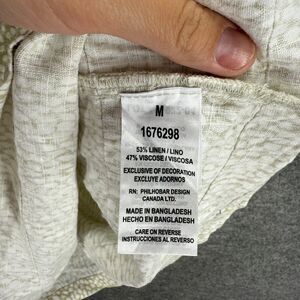 M
1676298
53% LINEN / LINO
47% VISCOSE / VISCOSA
EXCLUSIVE OF DECORATION
EXCLUYE ADORNOS
RN: PHILHOBAR DESIGN
CANADA LTD.
MADE IN BANGLADESH
HECHO EN BANGLADESH
CARE ON REVERSE
INSTRUCCIONES AL REVERSO